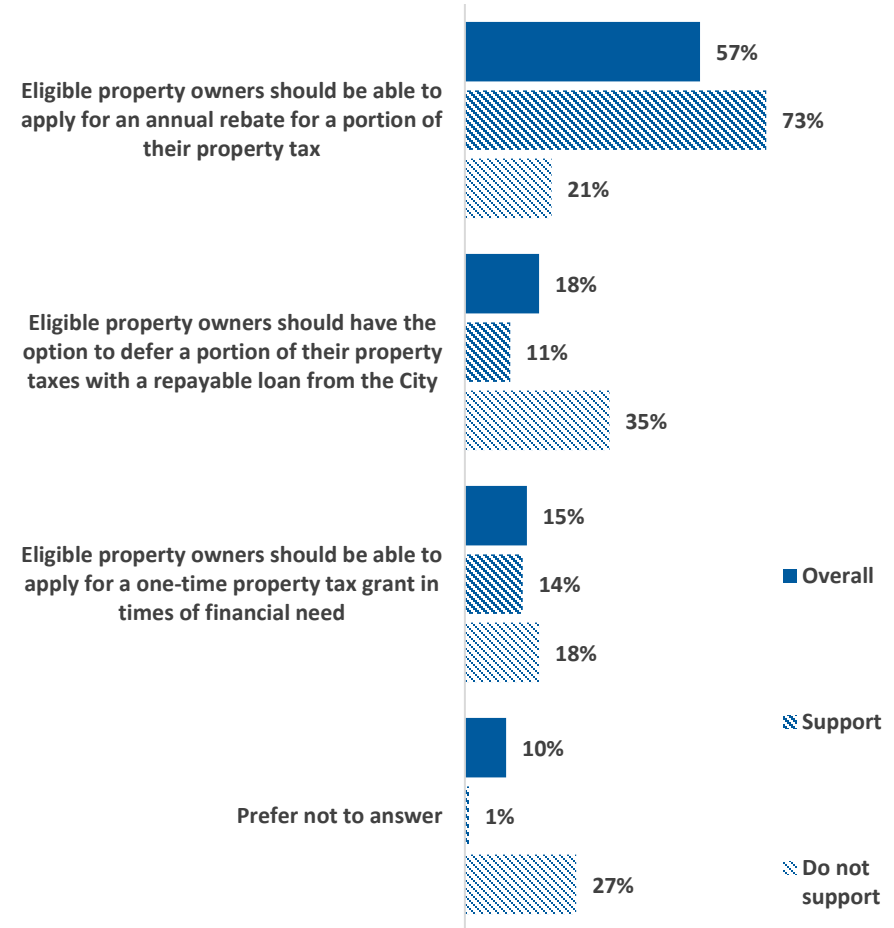 57%
Eligible property owners should be able to
apply for an annual rebate for a portion of
their property tax
73%
21%
18%
Eligible property owners should have the
option to defer a portion of their property
taxes with a repayable loan from the City
11%
35%
15%
Eligible property owners should be able to
apply for a one-time property tax grant in
times of financial need
14%
18%
10%
Prefer not to answer
1%
27%
Overall
Support
Do not
support